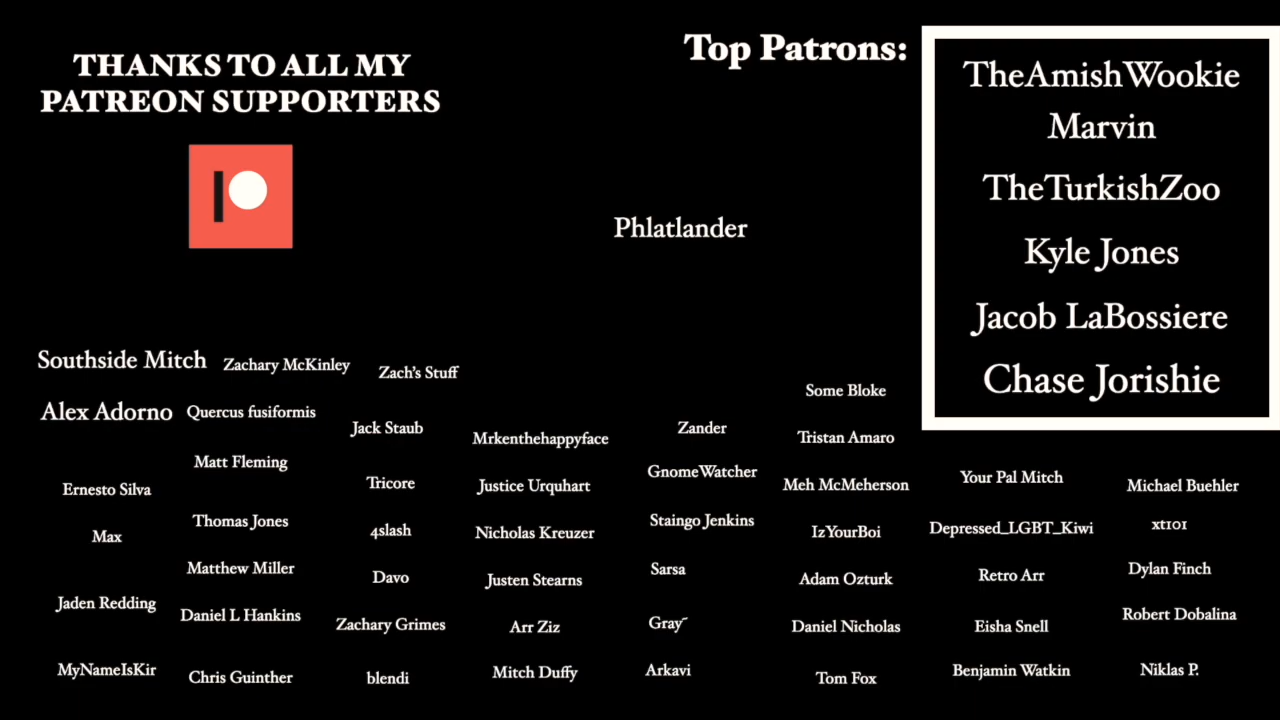 THANKS TO ALL MY
PATREON SUPPORTERS
Top Patrons:
TheAmishWookie
Marvin
TheTurkishZoo
Kyle Jones
Jacob LaBossiere
Chase Jorishie
Phlatlander
Southside Mitch
Alex Adorno
Ernesto Silva
Max
Jaden Redding
MyNameIsKir
Zachary McKinley
Quercus fusiformis
Matt Fleming
Thomas Jones
Matthew Miller
Daniel L Hankins
Chris Guinther
Zach's Stuff
Jack Staub
Tricore
4slash
Davo
Zachary Grimes
blendi
Mrkenthehappyface
Justice Urquhart
Nicholas Kreuzer
Justen Stearns
Arr Ziz
Mitch Duffy
Zander
GnomeWatcher
Staingo Jenkins
Sarsa
Gray˜
Arkavi
Some Bloke
Tristan Amaro
Meh McMeherson
IzYourBoi
Adam Ozturk
Daniel Nicholas
Tom Fox
Your Pal Mitch
Depressed_LGBT_Kiwi
Retro Arr
Eisha Snell
Benjamin Watkin
Michael Buehler
xt101
Dylan Finch
Robert Dobalina
Niklas P.